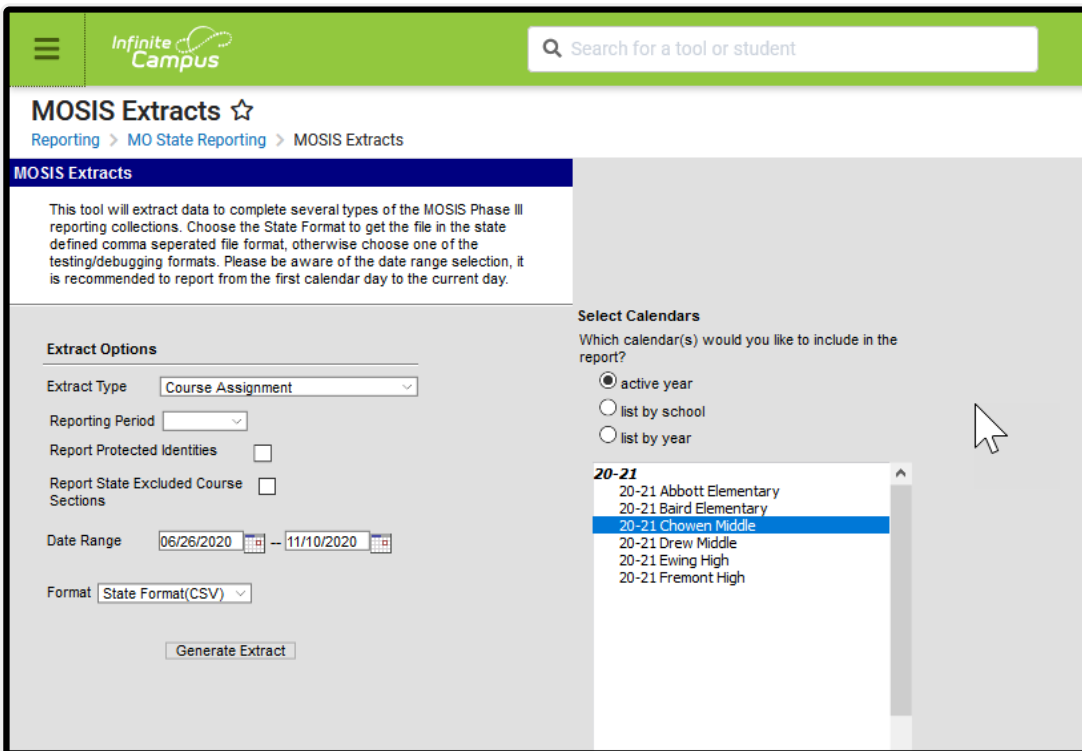 Infinite
Campus
Search for a tool or student
MOSIS Extracts
Reporting > MO State Reporting > MOSIS Extracts
MOSIS Extracts
This tool will extract data to complete several types of the MOSIS Phase III
reporting collections. Choose the State Format to get the file in the state
defined comma seperated file format, otherwise choose one of the
testing/debugging formats. Please be aware of the date range selection, it
is recommended to report from the first calendar day to the current day.
Extract Options
Extract Type Course Assignment
Reporting Period
Report Protected Identities
Report State Excluded Course
Sections
Date Range 06/26/2020 -- 11/10/2020
Format State Format(CSV)
Generate Extract
Select Calendars
Which calendar(s) would you like to include in the
report?
active year
list by school
list by year
20-21
20-21 Abbott Elementary
20-21 Baird Elementary
20-21 Chowen Middle
20-21 Drew Middle
20-21 Ewing High
20-21 Fremont High